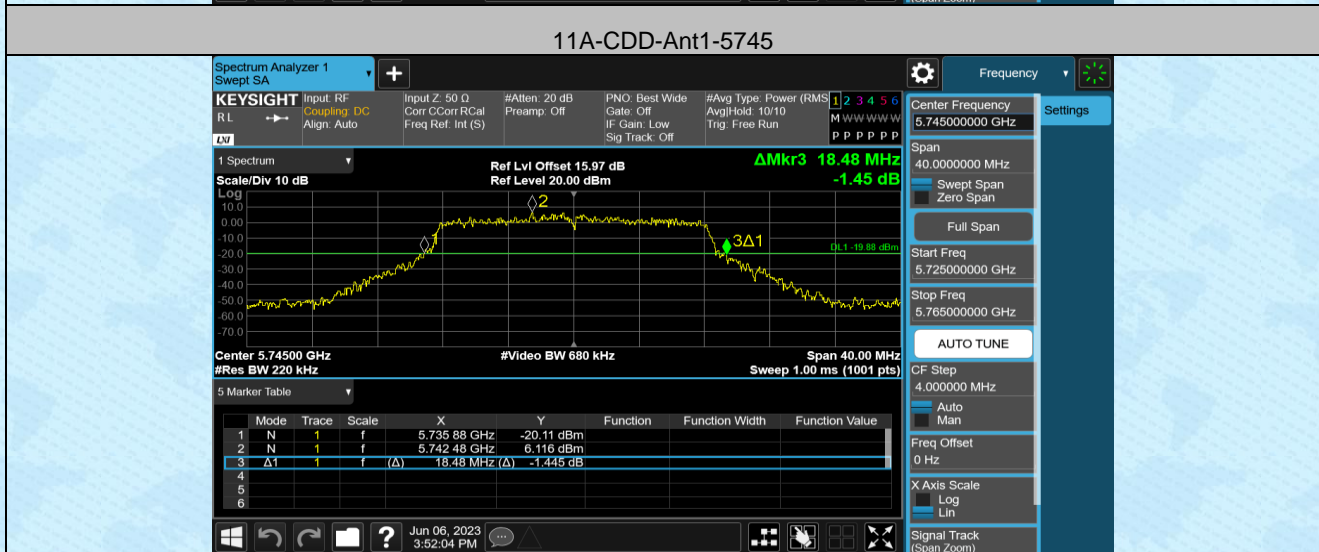 (Span Zoom)
11A-CDD-Ant1-5745
Spectrum Analyzer 1
Swept SA
Frequency
KEYSIGHT
RL
LXI
Input: RF
Coupling: DC
Align: Auto
Input Z: 50 Ω
Corr CCorr RCal
Freq Ref: Int (S)
#Atten: 20 dB
Preamp: Off
PNO: Best Wide
Gate: Off
IF Gain: Low
Sig Track: Off
#Avg Type: Power (RMS
Avg|Hold: 10/10
Trig: Free Run
1 2 3 4 5 6
M W W W W W
P P P P P P
1 Spectrum
Scale/Div 10 dB
Ref Lvl Offset 15.97 dB
Ref Level 20.00 dBm
ΔMkr3 18.48 MHz
-1.45 dB
Log
10.0
0.00
-10.0
-20.0
-30.0
-40.0
-50.0
-60.0
-70.0
1
2
3Δ1
DL1 -19.88 dBm
Center 5.74500 GHz
#Res BW 220 kHz
#Video BW 680 kHz
Span 40.00 MHz
Sweep 1.00 ms (1001 pts)
5 Marker Table
Mode Trace Scale X Y Function Function Width Function Value
1 N 1 f 5.735 88 GHz -20.11 dBm
2 N 1 f 5.742 48 GHz 6.116 dBm
3 Δ1 1 f (Δ) 18.48 MHz (Δ) -1.445 dB
4
5
6
Jun 06, 2023
3:52:04 PM
Center Frequency
5.745000000 GHz
Span
40.0000000 MHz
Swept Span
Zero Span
Full Span
Start Freq
5.725000000 GHz
Stop Freq
5.765000000 GHz
AUTO TUNE
CF Step
4.000000 MHz
Auto
Man
Freq Offset
0 Hz
X Axis Scale
Log
Lin
Signal Track
(Span Zoom)
Settings